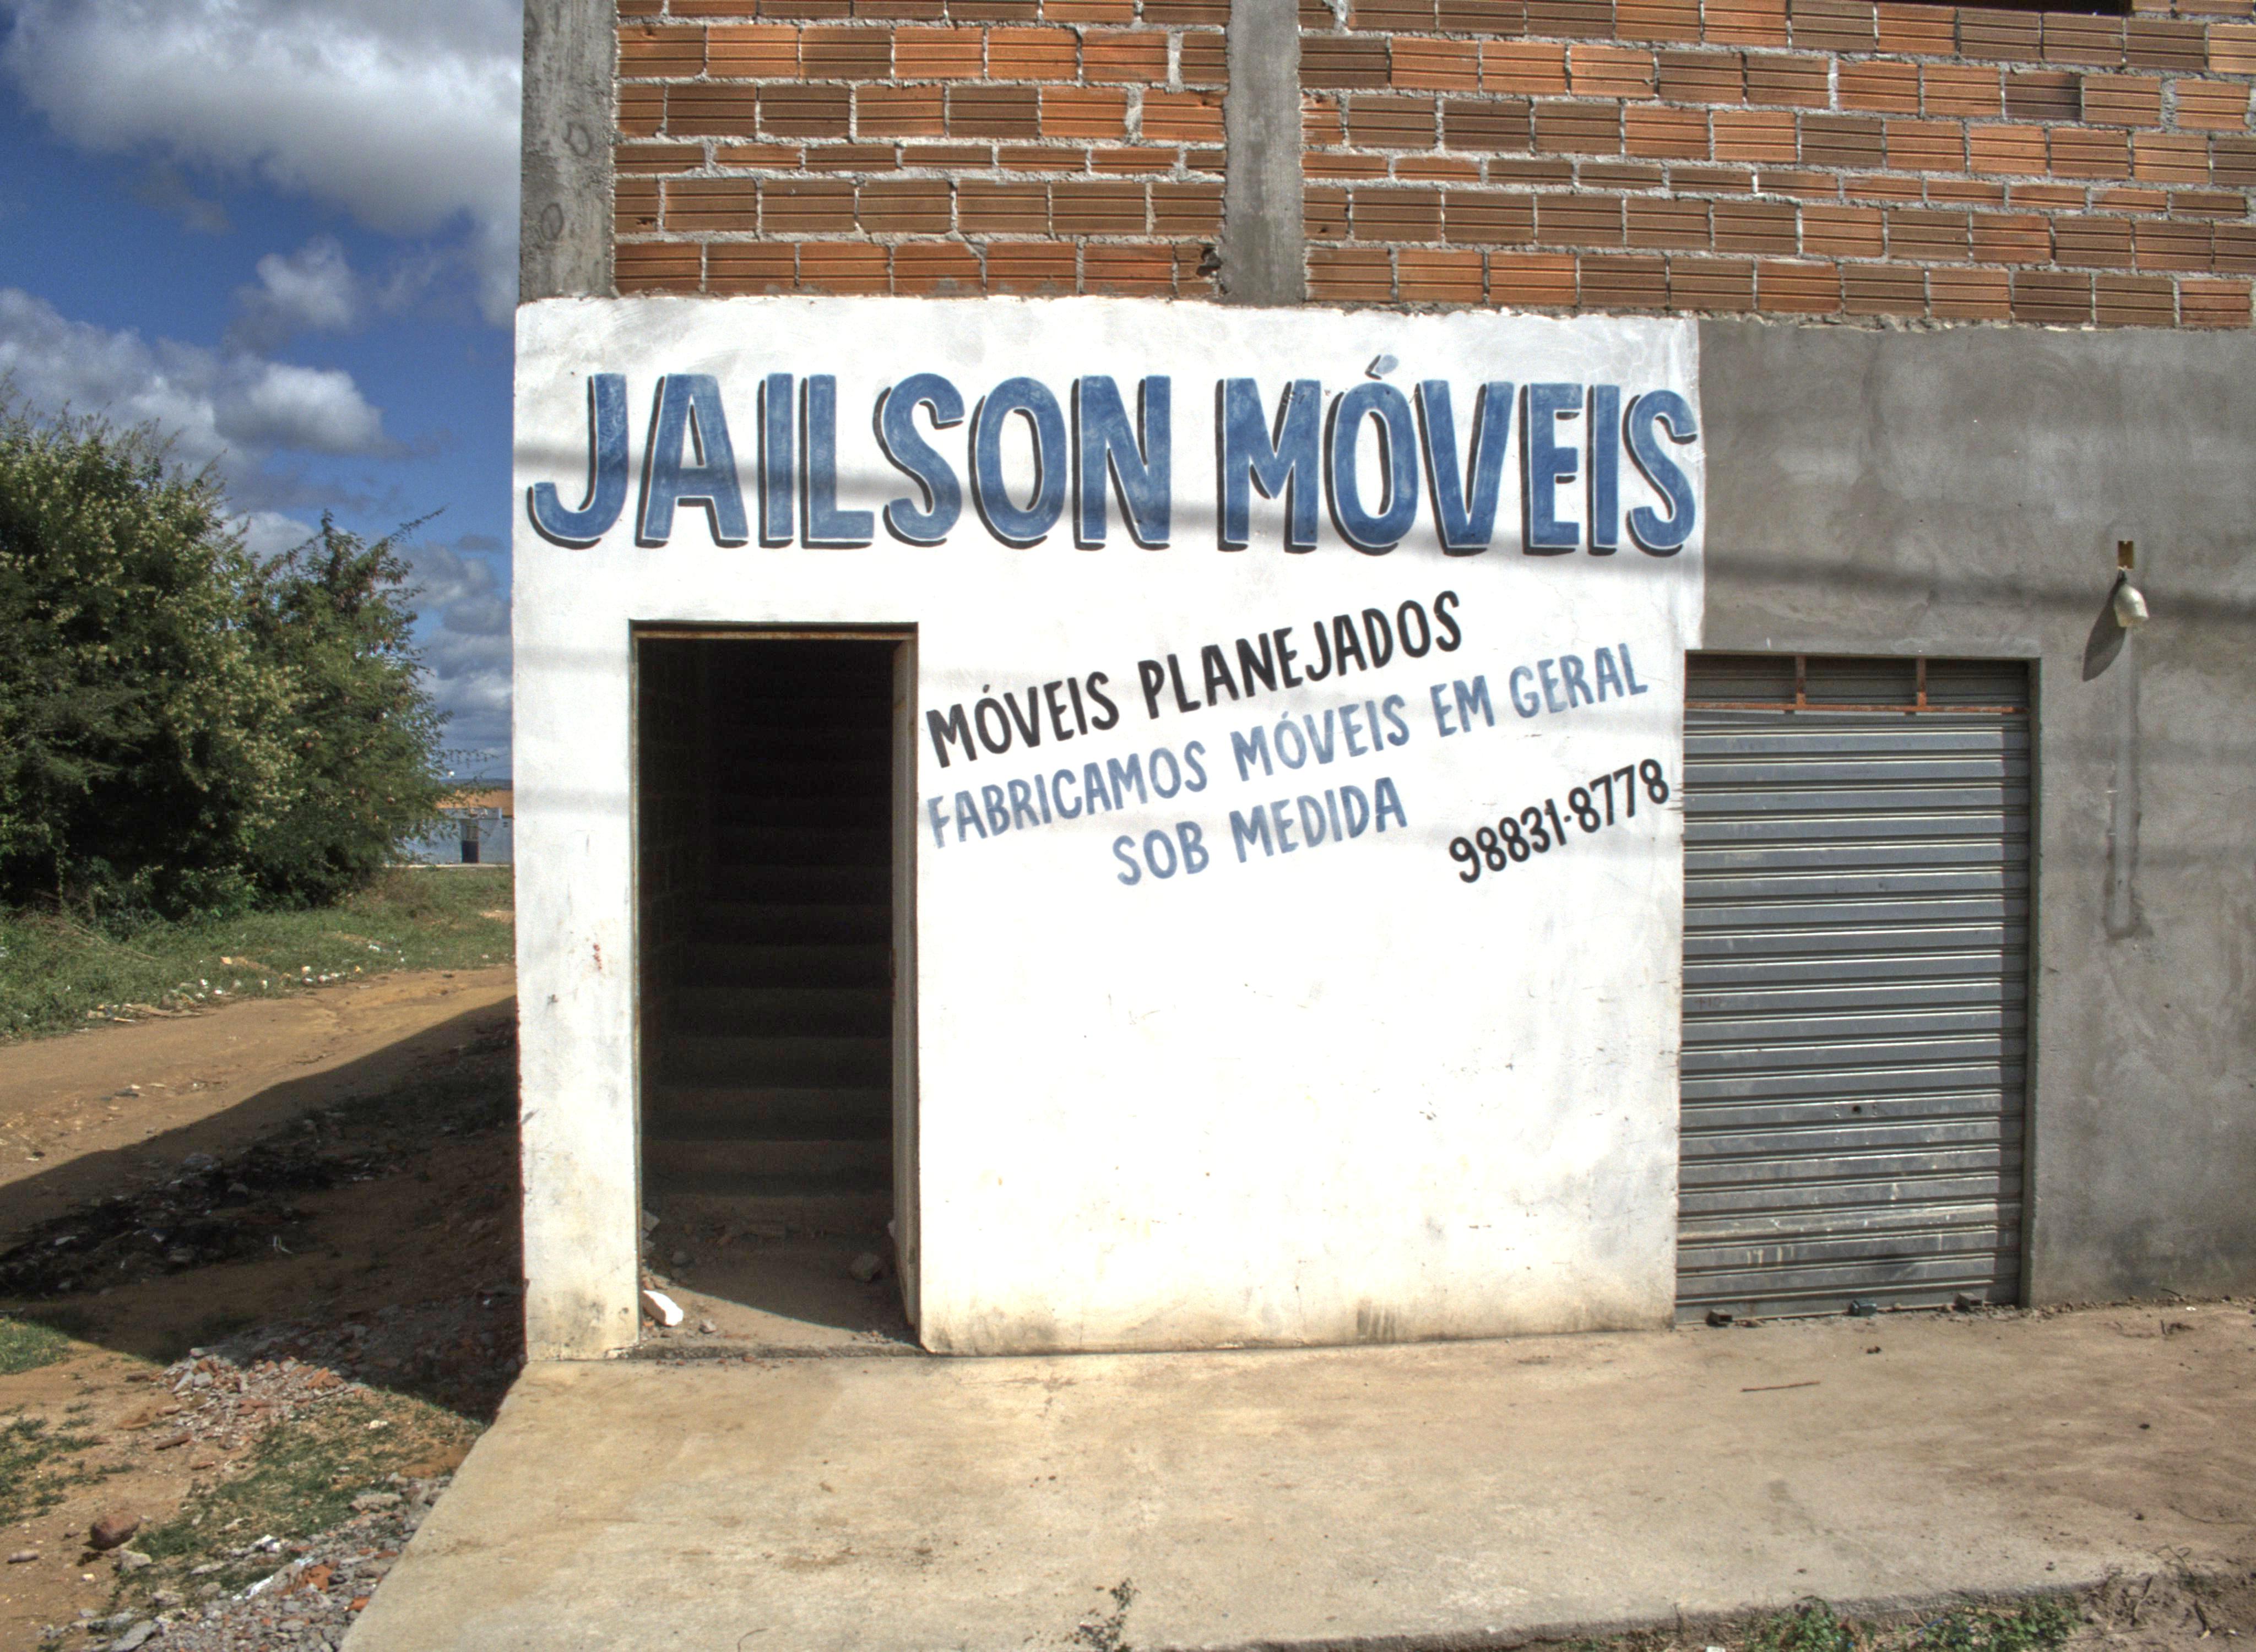 JAILSON MÓVEIS
MÓVEIS PLANEJADOS
FABRICAMOS MÓVEIS EM GERAL
SOB MEDIDA
98831-8778